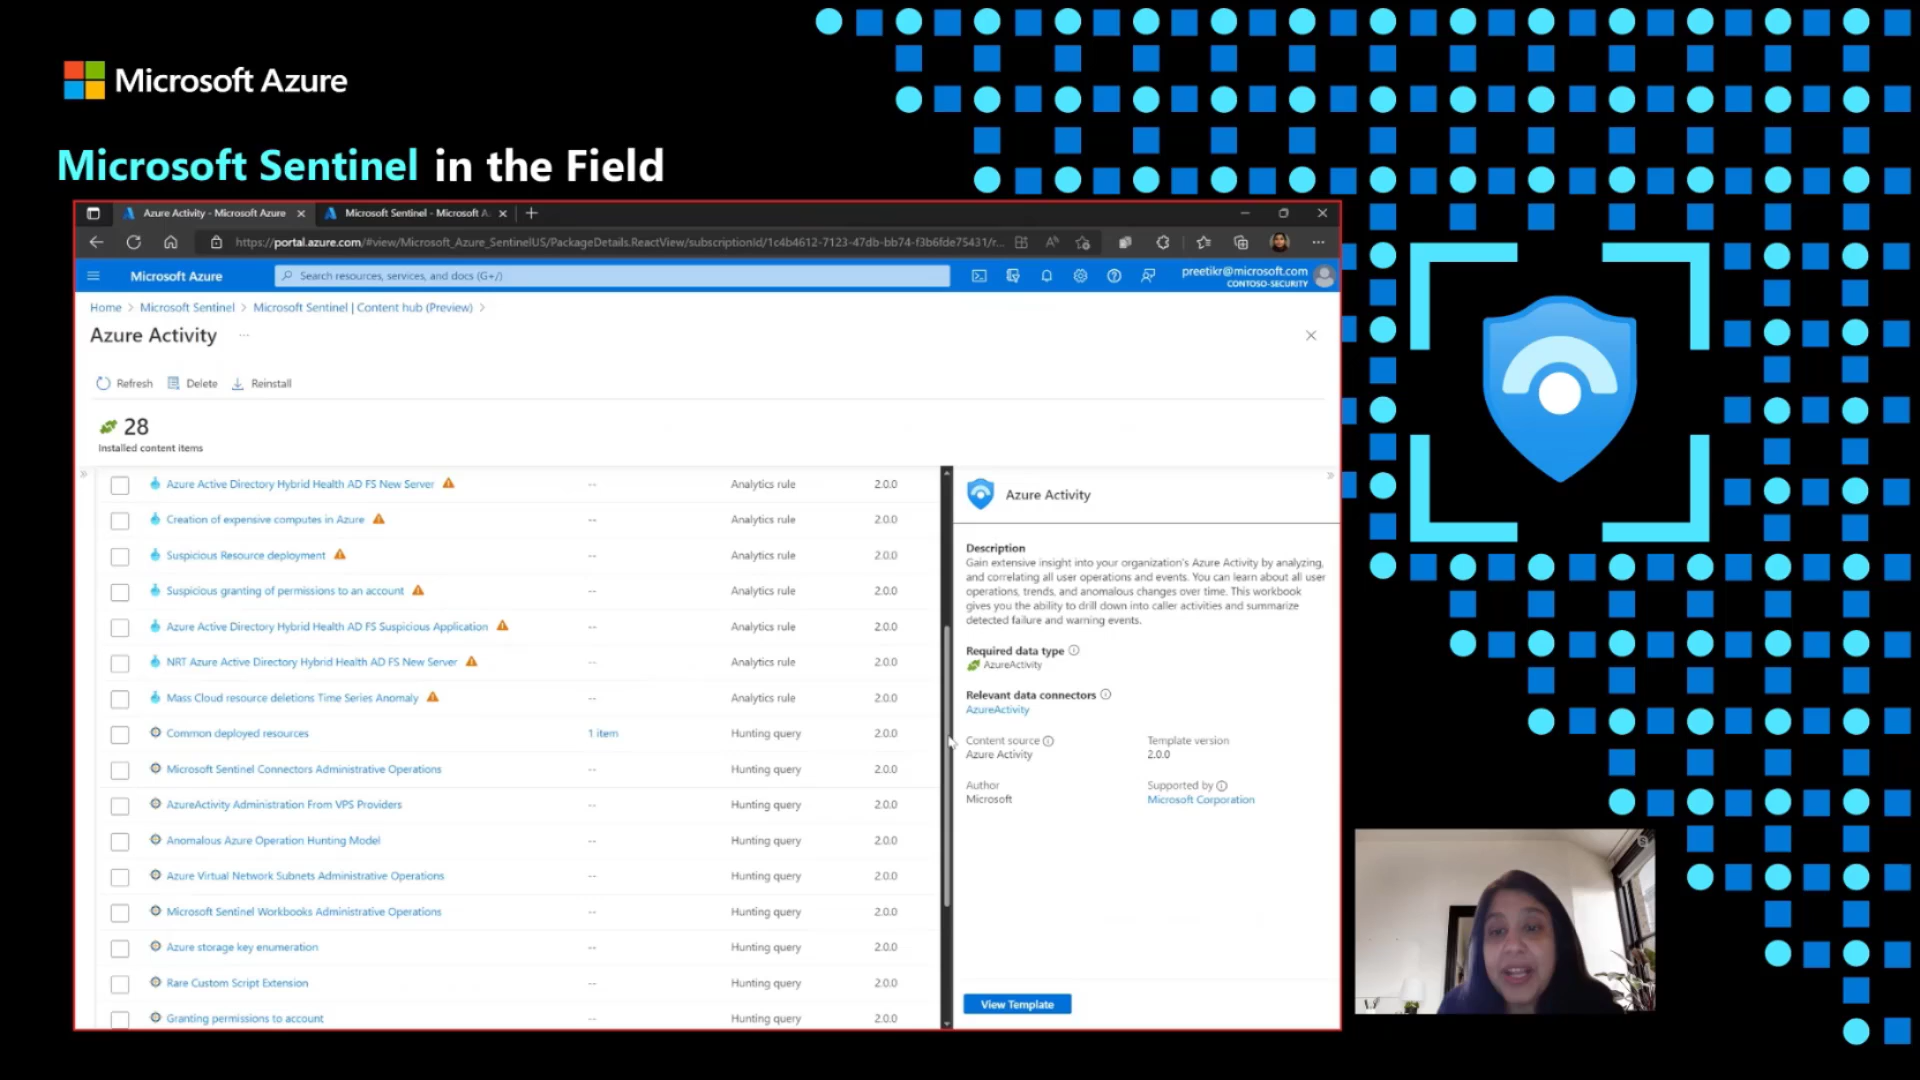 Microsoft Azure
Microsoft Sentinel in the Field
Azure Activity - Microsoft Azure
Microsoft Sentinel - Microsoft A
https://portal.azure.com/#view/Microsoft_Azure_SentinelUS/PackageDetails.ReactView/subscriptionId/1c4b4612-7123-47db-bb74-f3b6fde75431/r...
Microsoft Azure
Search resources, services, and docs (G+/)
preetikr@microsoft.com
CONTOSO-SECURITY
Home > Microsoft Sentinel > Microsoft Sentinel | Content hub (Preview) >
Azure Activity ...
Refresh Delete Reinstall
28
Installed content items
Azure Active Directory Hybrid Health AD FS New Server -- Analytics rule 2.0.0
Creation of expensive computes in Azure -- Analytics rule 2.0.0
Suspicious Resource deployment -- Analytics rule 2.0.0
Suspicious granting of permissions to an account -- Analytics rule 2.0.0
Azure Active Directory Hybrid Health AD FS Suspicious Application -- Analytics rule 2.0.0
NRT Azure Active Directory Hybrid Health AD FS New Server -- Analytics rule 2.0.0
Mass Cloud resource deletions Time Series Anomaly -- Analytics rule 2.0.0
Common deployed resources 1 item Hunting query 2.0.0
Microsoft Sentinel Connectors Administrative Operations -- Hunting query 2.0.0
AzureActivity Administration From VPS Providers -- Hunting query 2.0.0
Anomalous Azure Operation Hunting Model -- Hunting query 2.0.0
Azure Virtual Network Subnets Administrative Operations -- Hunting query 2.0.0
Microsoft Sentinel Workbooks Administrative Operations -- Hunting query 2.0.0
Azure storage key enumeration -- Hunting query 2.0.0
Rare Custom Script Extension -- Hunting query 2.0.0
Granting permissions to account -- Hunting query 2.0.0
Azure Activity
Description
Gain extensive insight into your organization's Azure Activity by analyzing,
and correlating all user operations and events. You can learn about all user
operations, trends, and anomalous changes over time. This workbook
gives you the ability to drill down into caller activities and summarize
detected failure and warning events.
Required data type
AzureActivity
Relevant data connectors
AzureActivity
Content source Template version
Azure Activity 2.0.0
Author Supported by
Microsoft Microsoft Corporation
View Template